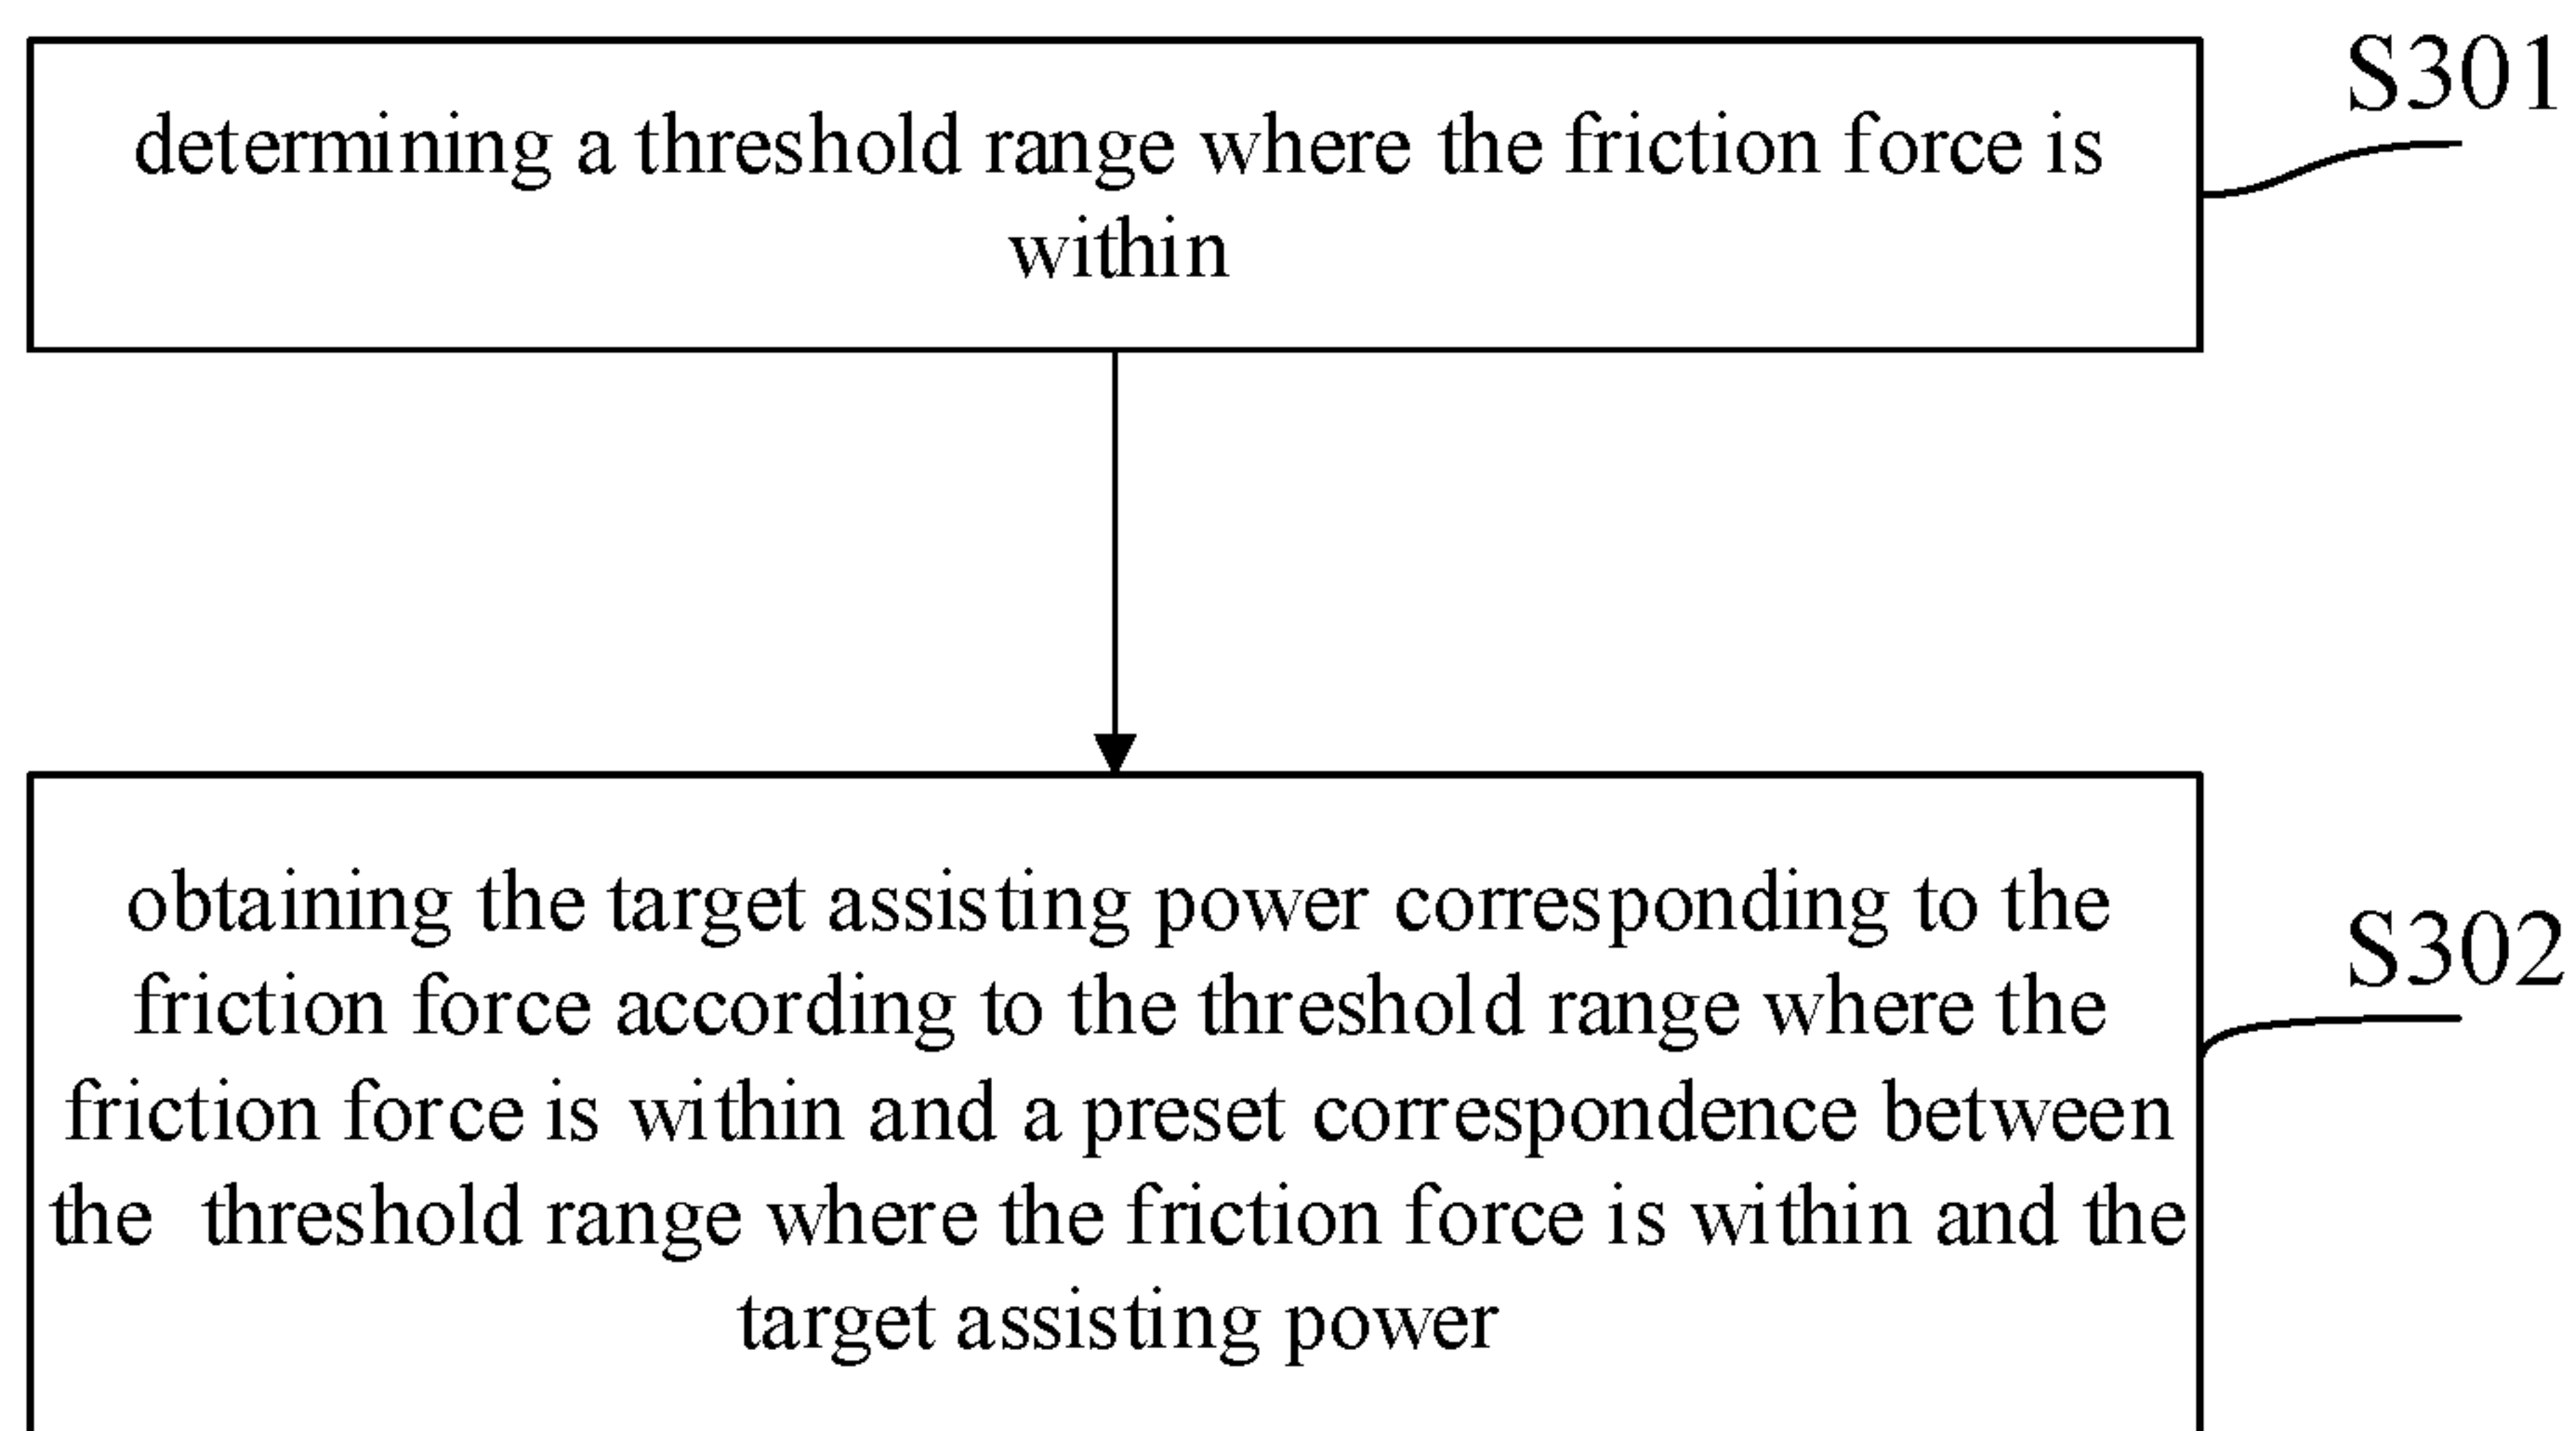 S301
determining a threshold range where the friction force is
within
S302
obtaining the target assisting power corresponding to the
friction force according to the threshold range where the
friction force is within and a preset correspondence between
the threshold range where the friction force is within and the
target assisting power